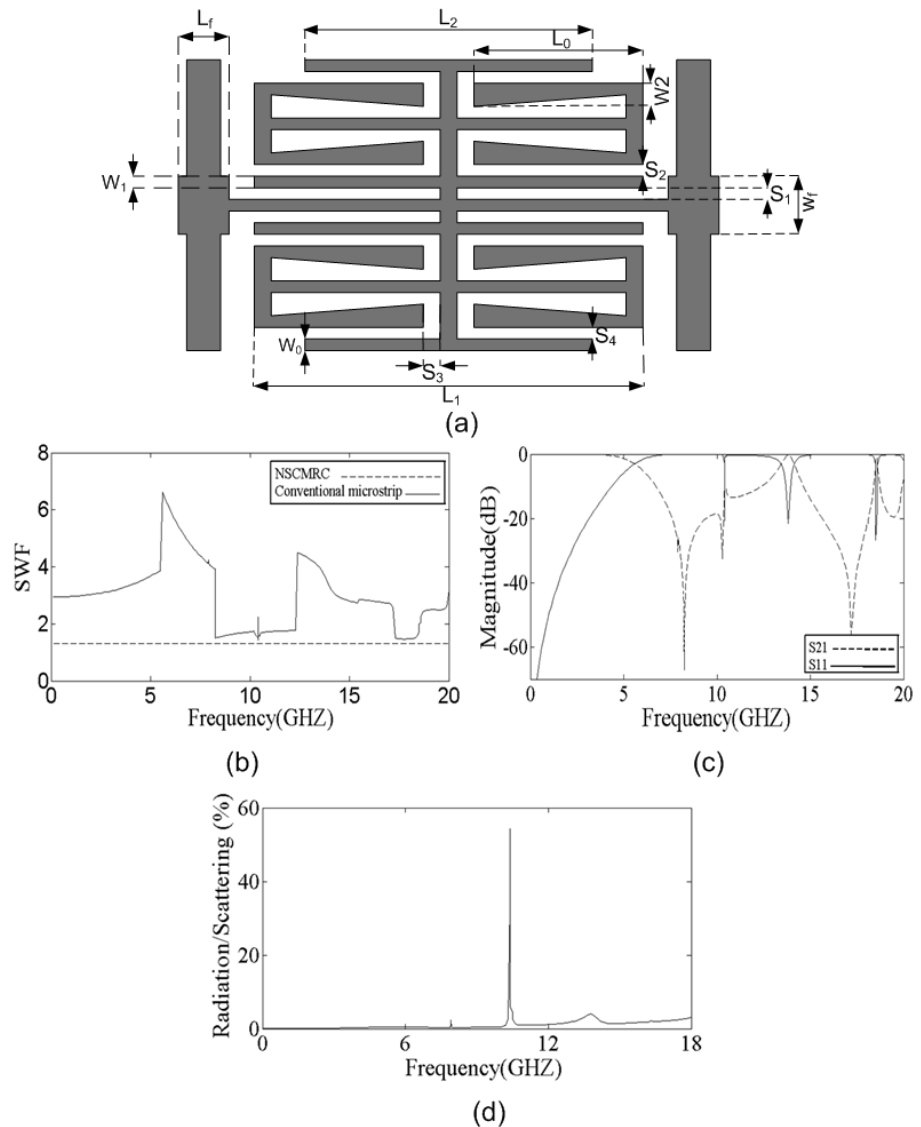 L2
Lf
L0
W2
W1
S2
S1
wf
W0
S4
S3
L1
(a)
8
6
4
2
0
SWF
NSCMRC
Conventional microstrip
0 5 10 15 20
Frequency(GHZ)
(b)
0
-20
-40
-60
Magnitude(dB)
S21
S11
0 5 10 15 20
Frequency(GHZ)
(c)
60
40
20
0
Radiation/Scattering (%)
0 6 12 18
Frequency(GHZ)
(d)